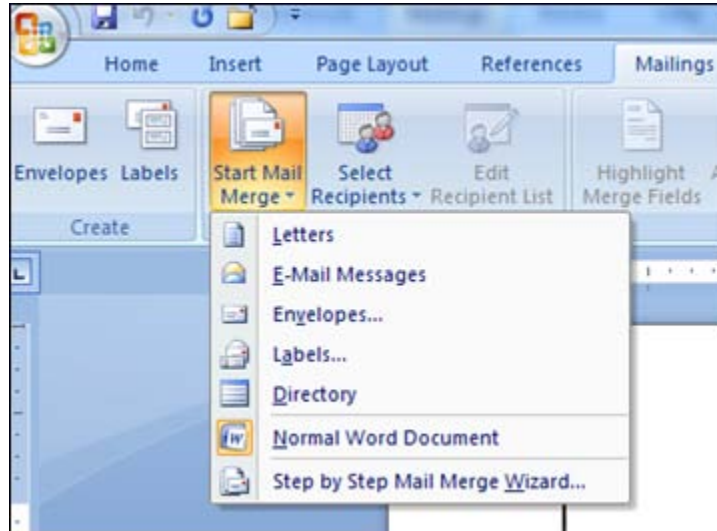 Home Insert Page Layout References Mailings
Envelopes Labels Start Mail Merge Select Recipients Edit Recipient List Highlight Merge Fields A
Create
Letters
E-Mail Messages
Envelopes...
Labels...
Directory
Normal Word Document
Step by Step Mail Merge Wizard...